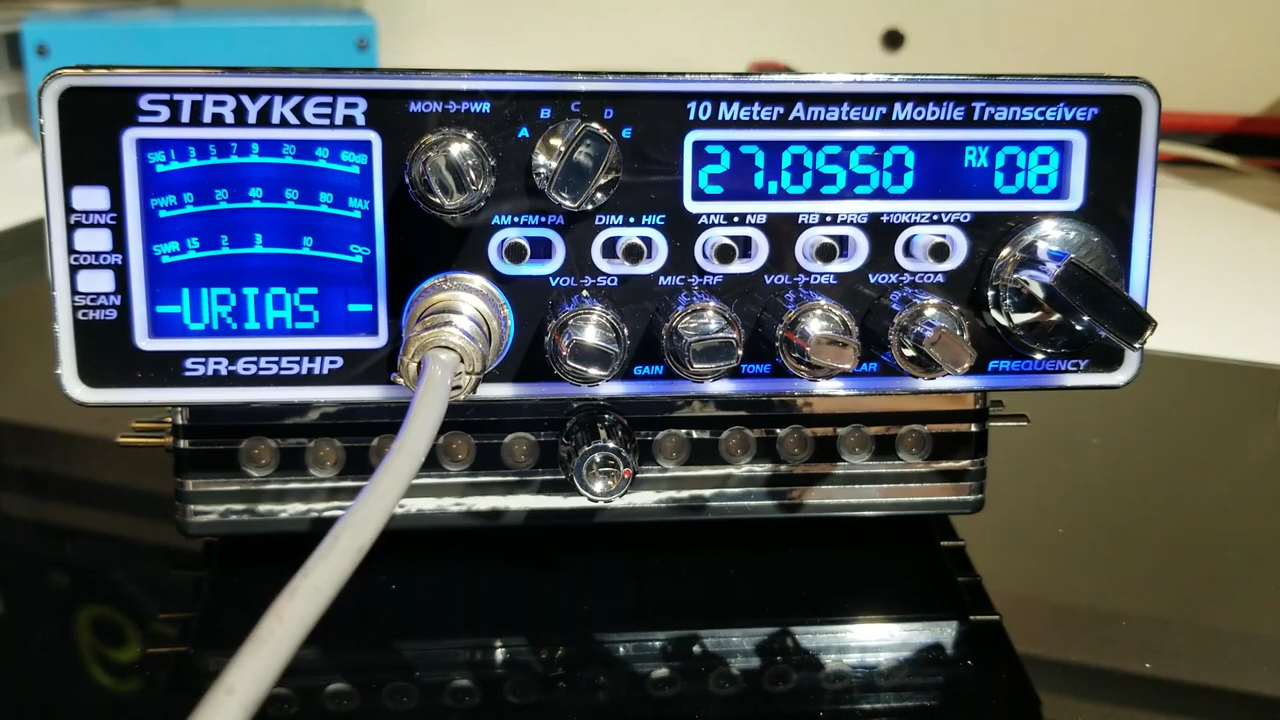 STRYKER
SIG 1 3 5 7 9 20 40 60dB
PWR 10 20 40 60 80 MAX
SWR 1.5 2 3 10 ∞
-URIAS -
SR-655HP
FUNC
COLOR
SCAN
CH19
MON→PWR
A B C D E
10 Meter Amateur Mobile Transceiver
27.0550 RX 08
AM•FM•PA DIM • HIC ANL • NB RB • PRG +10KHZ•VFO
VOL→SQ MIC→RF VOL→DEL VOX→COA
GAIN TONE FREQUENCY